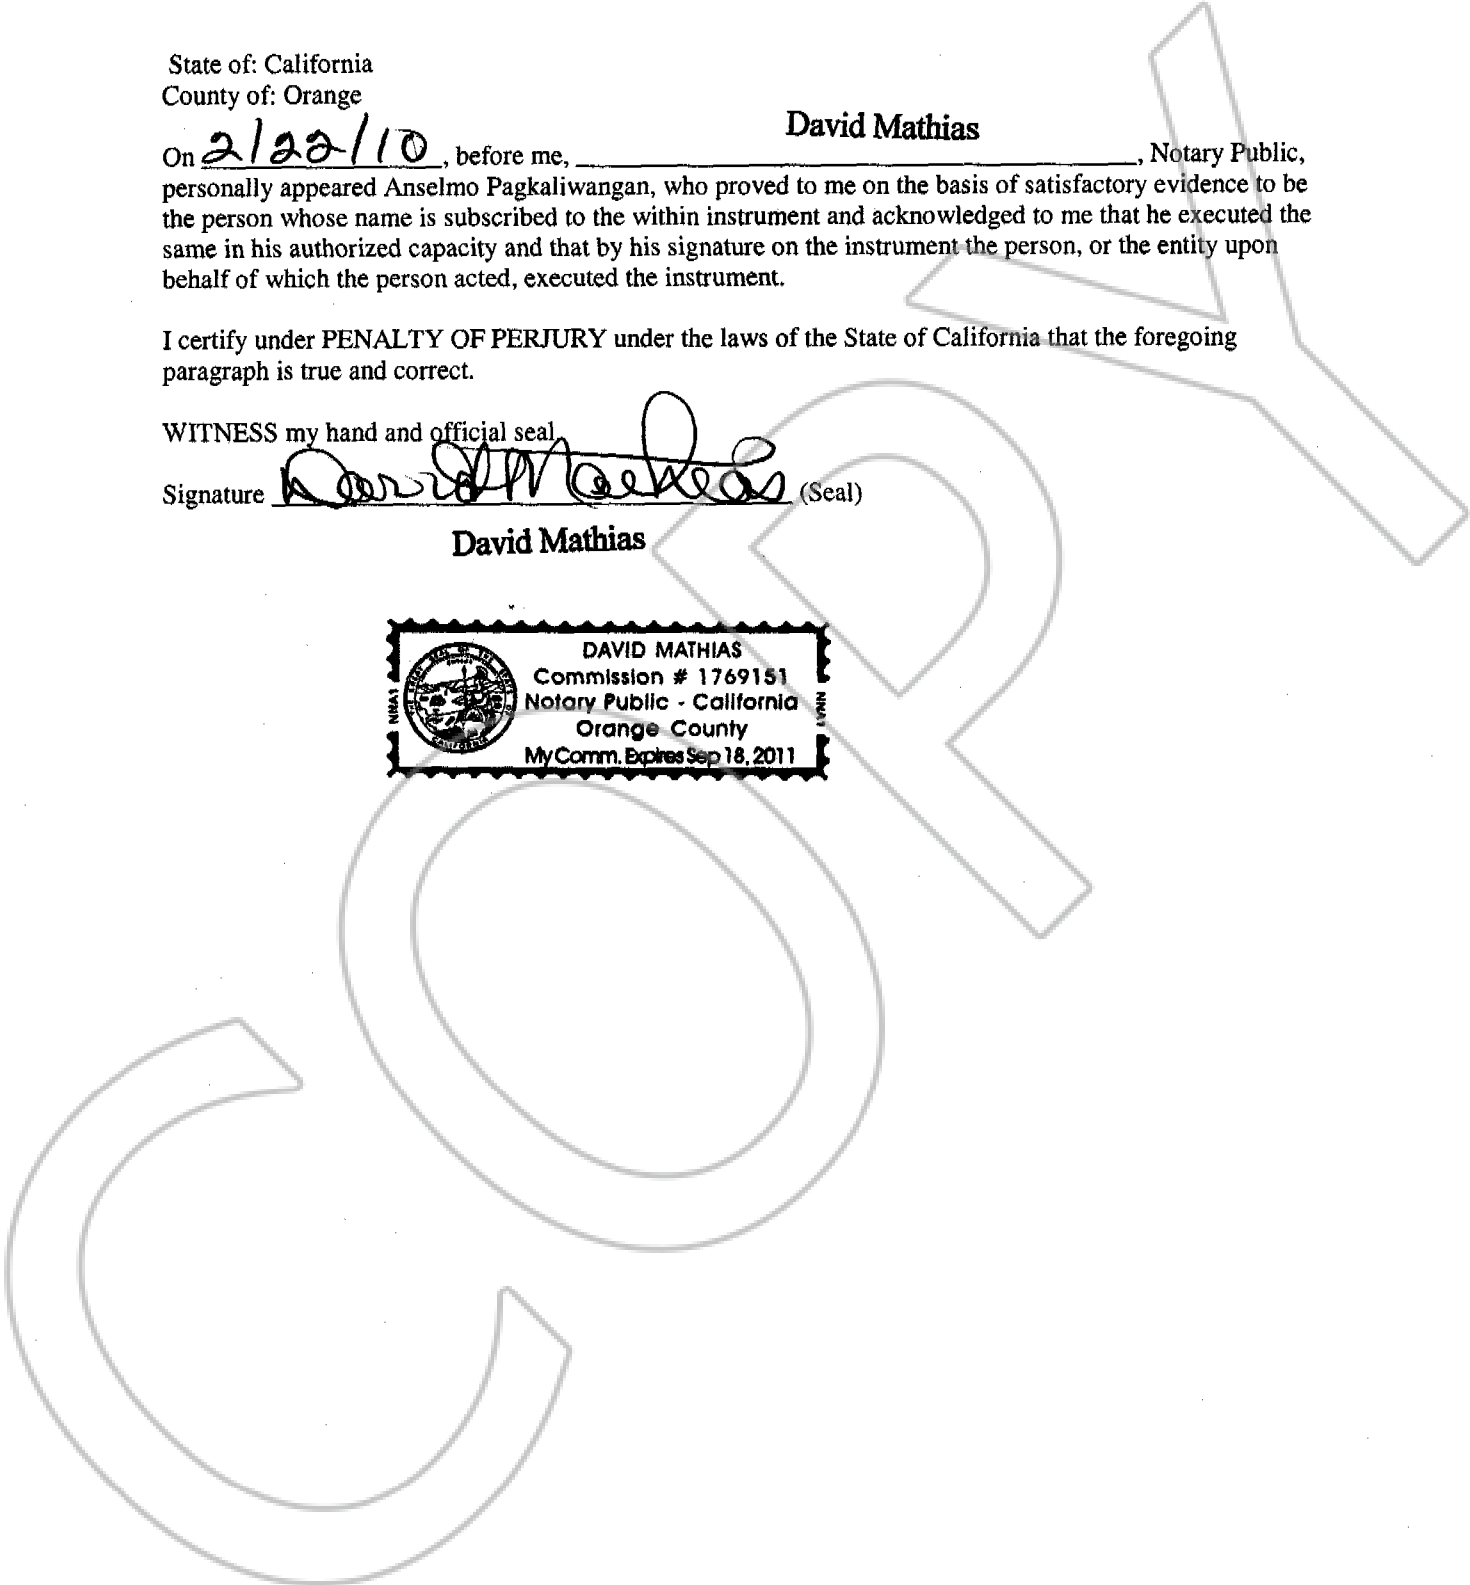 State of: California
County of: Orange
David Mathias
On 2/22/10, before me, ____________, Notary Public,
personally appeared Anselmo Pagkaliwangan, who proved to me on the basis of satisfactory evidence to be
the person whose name is subscribed to the within instrument and acknowledged to me that he executed the
same in his authorized capacity and that by his signature on the instrument the person, or the entity upon
behalf of which the person acted, executed the instrument.
I certify under PENALTY OF PERJURY under the laws of the State of California that the foregoing
paragraph is true and correct.
WITNESS my hand and official seal.
Signature David Mathias (Seal)
David Mathias
DAVID MATHIAS
Commission # 1769151
Notary Public - California
Orange County
My Comm. Expires Sep 18, 2011
NNA1
NNA1
COPY